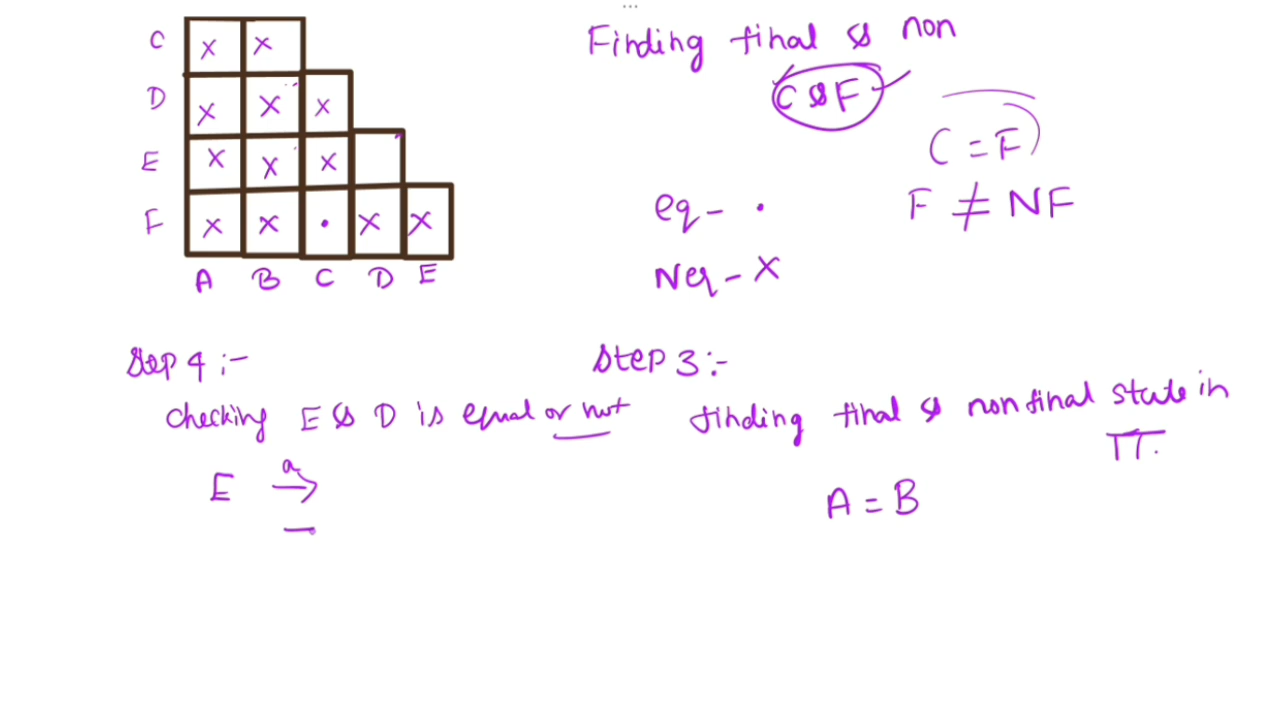 C X X
D X X X
E X X X
F X X • X X
A B C D E
Finding final & non
C & F
C = F
eq - •
F ≠ NF
Neq - X
Step 4 :-
checking E & D is equal or not
E a→
Step 3 :-
finding final & non final state in
TT.
A = B